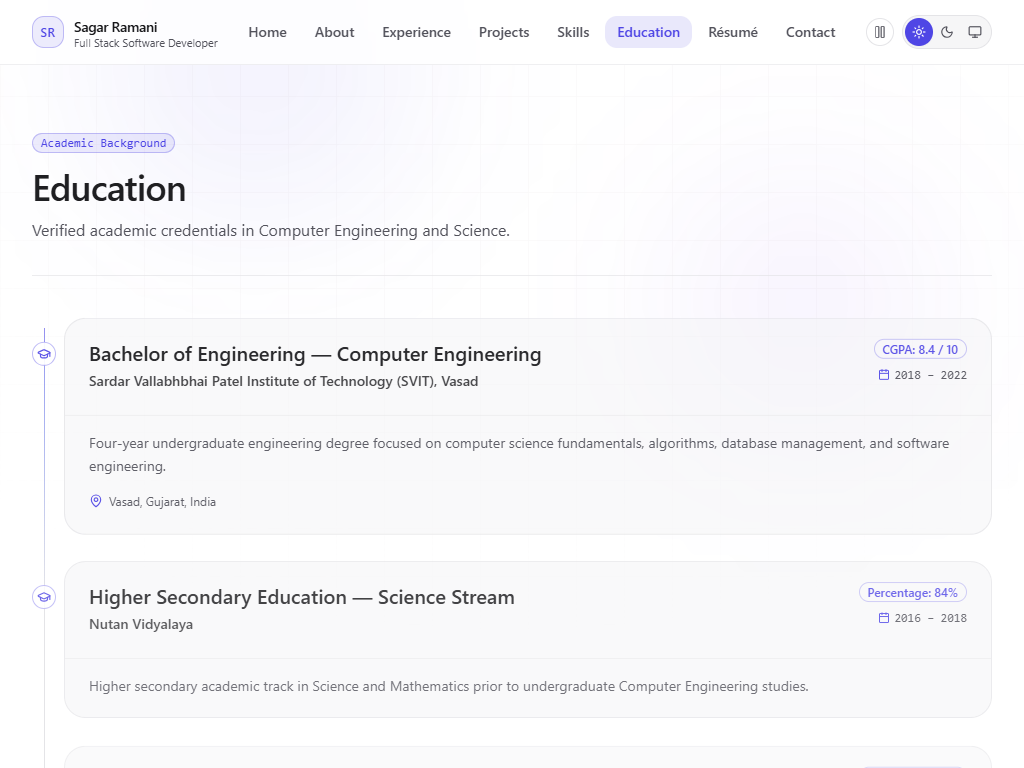 SR
Sagar Ramani
Full Stack Software Developer
Home
About
Experience
Projects
Skills
Education
Résumé
Contact
Academic Background
Education
Verified academic credentials in Computer Engineering and Science.
Bachelor of Engineering — Computer Engineering
CGPA: 8.4 / 10
Sardar Vallabhbhai Patel Institute of Technology (SVIT), Vasad
2018 – 2022
Four-year undergraduate engineering degree focused on computer science fundamentals, algorithms, database management, and software
engineering.
Vasad, Gujarat, India
Higher Secondary Education — Science Stream
Percentage: 84%
Nutan Vidyalaya
2016 – 2018
Higher secondary academic track in Science and Mathematics prior to undergraduate Computer Engineering studies.